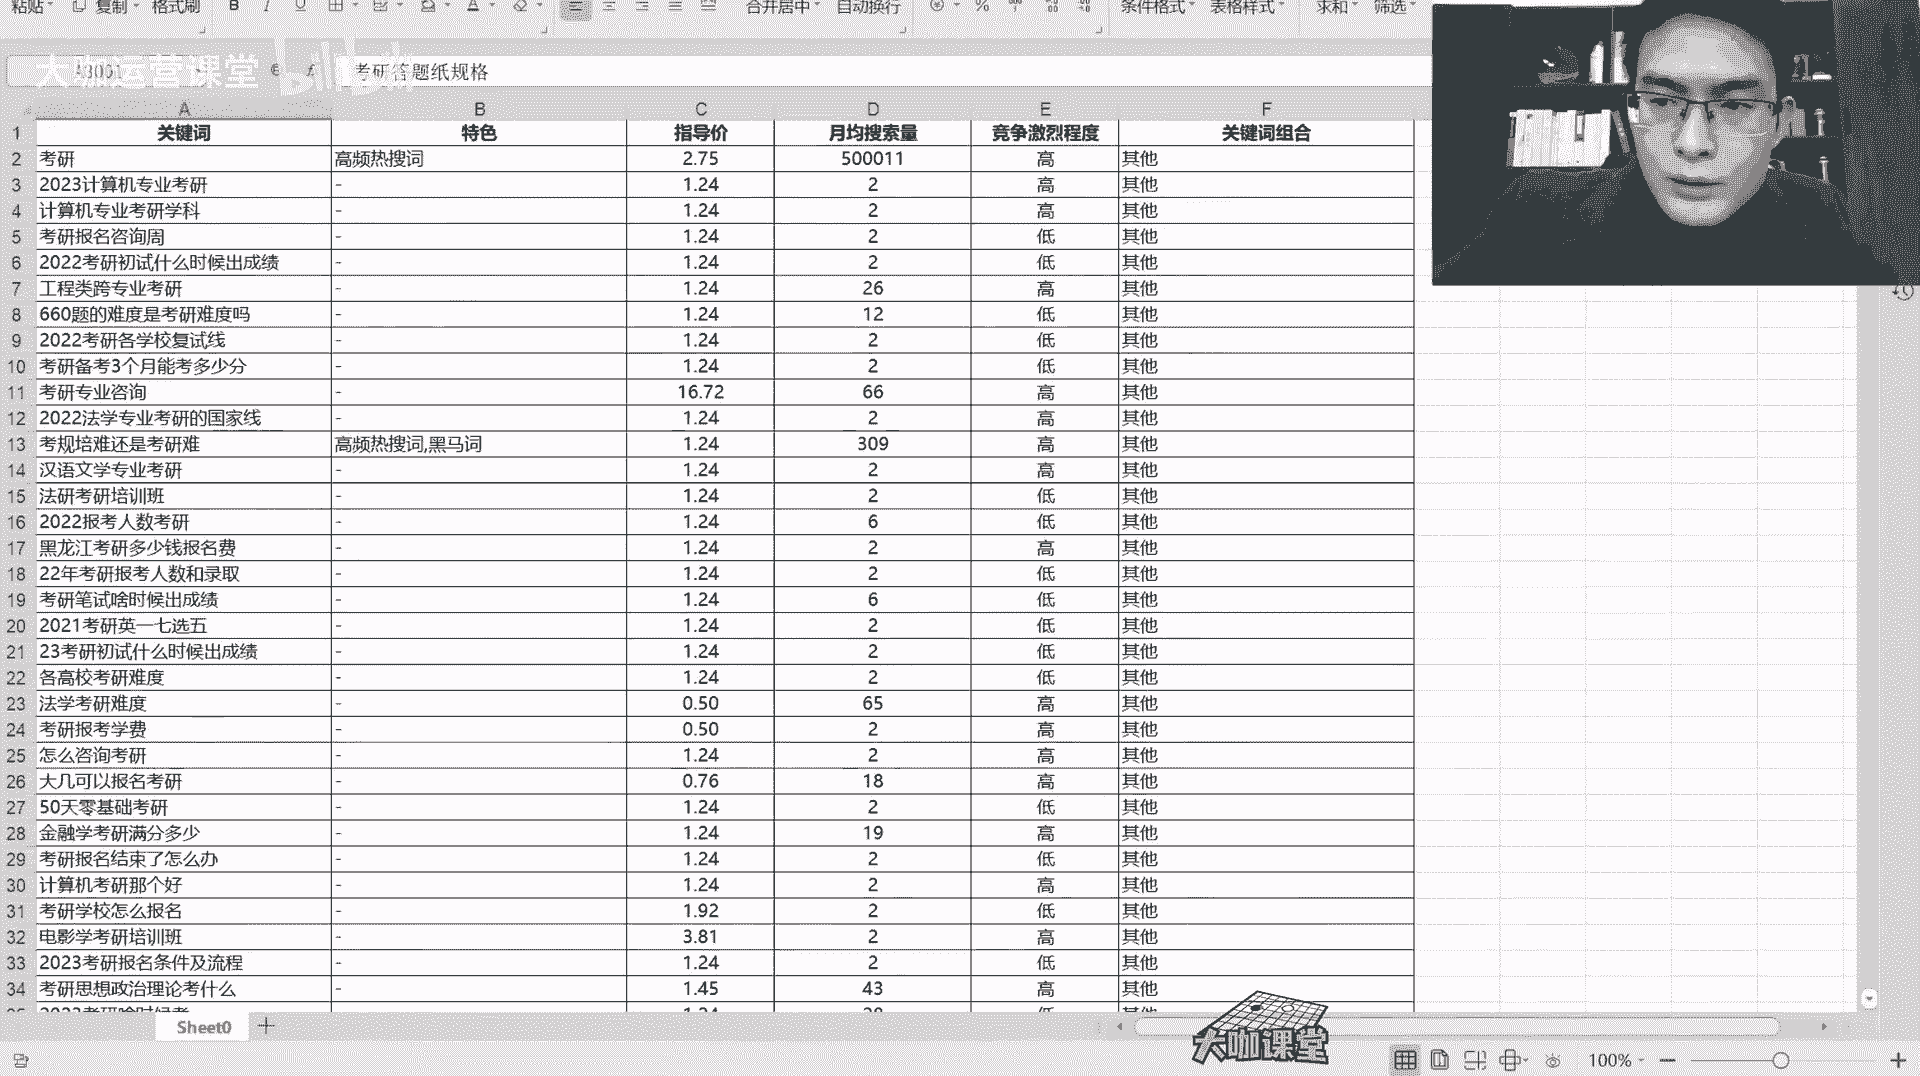 粘贴 复制 格式刷 B I U A 合并居中 自动换行 % 条件格式 表格样式 求和 筛选
大咖运营课堂 bilibili
A3001 考研答题纸规格
A B C D E F
1 关键词 特色 指导价 月均搜索量 竞争激烈程度 关键词组合
2 考研 高频热搜词 2.75 500011 高 其他
3 2023计算机专业考研 - 1.24 2 高 其他
4 计算机专业考研学科 - 1.24 2 高 其他
5 考研报名咨询周 - 1.24 2 低 其他
6 2022考研初试什么时候出成绩 - 1.24 2 低 其他
7 工程类跨专业考研 - 1.24 26 高 其他
8 660题的难度是考研难度吗 - 1.24 12 低 其他
9 2022考研各学校复试线 - 1.24 2 低 其他
10 考研备考3个月能考多少分 - 1.24 2 低 其他
11 考研专业咨询 - 16.72 66 高 其他
12 2022法学专业考研的国家线 - 1.24 2 高 其他
13 考规培难还是考研难 高频热搜词,黑马词 1.24 309 高 其他
14 汉语文学专业考研 - 1.24 2 高 其他
15 法研考研培训班 - 1.24 2 低 其他
16 2022报考人数考研 - 1.24 6 低 其他
17 黑龙江考研多少钱报名费 - 1.24 2 高 其他
18 22年考研报考人数和录取 - 1.24 2 低 其他
19 考研笔试啥时候出成绩 - 1.24 6 低 其他
20 2021考研英一七选五 - 1.24 2 低 其他
21 23考研初试什么时候出成绩 - 1.24 2 低 其他
22 各高校考研难度 - 1.24 2 低 其他
23 法学考研难度 - 0.50 65 高 其他
24 考研报考学费 - 0.50 2 高 其他
25 怎么咨询考研 - 1.24 2 高 其他
26 大几可以报名考研 - 0.76 18 高 其他
27 50天零基础考研 - 1.24 2 低 其他
28 金融学考研满分多少 - 1.24 19 高 其他
29 考研报名结束了怎么办 - 1.24 2 低 其他
30 计算机考研那个好 - 1.24 2 高 其他
31 考研学校怎么报名 - 1.92 2 低 其他
32 电影学考研培训班 - 3.81 2 高 其他
33 2023考研报名条件及流程 - 1.24 2 低 其他
34 考研思想政治理论考什么 - 1.45 43 高 其他
Sheet0
大咖课堂
100%